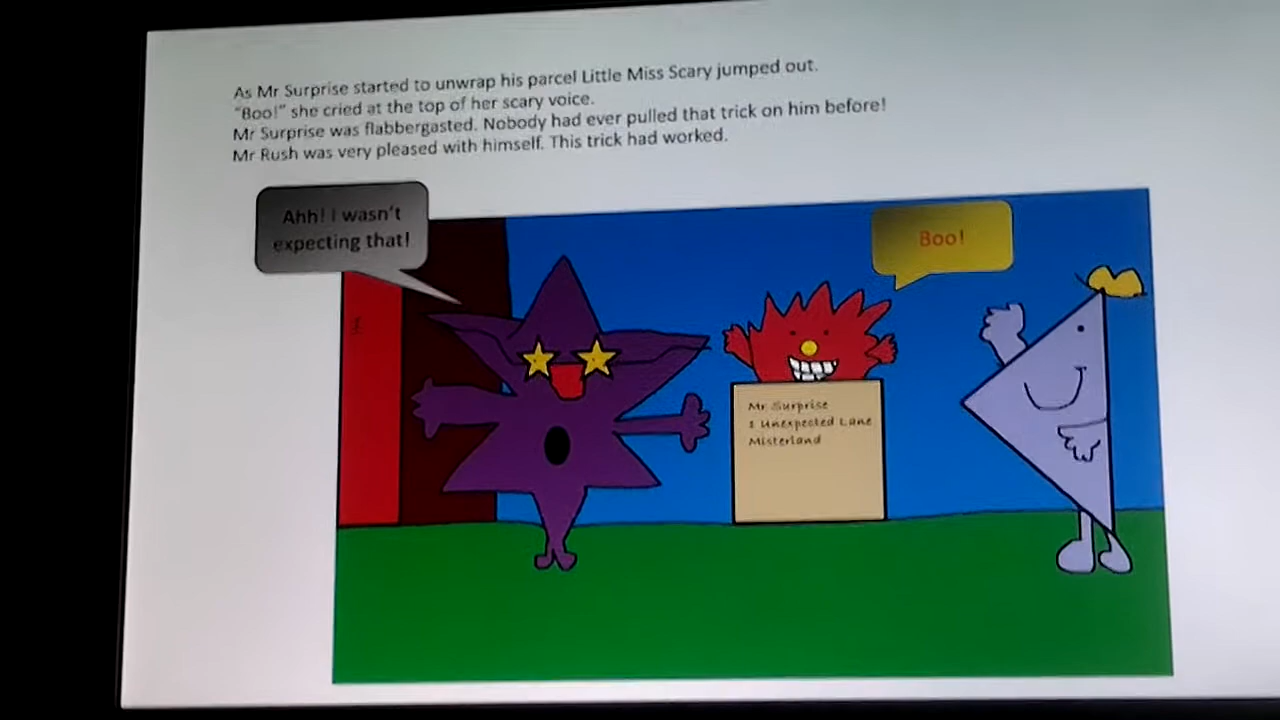 As Mr Surprise started to unwrap his parcel Little Miss Scary jumped out.
"Boo!" she cried at the top of her scary voice.
Mr Surprise was flabbergasted. Nobody had ever pulled that trick on him before!
Mr Rush was very pleased with himself. This trick had worked.
Ahh! I wasn't
expecting that!
Boo!
Mr Surprise
1 Unexpected Lane
Misterland